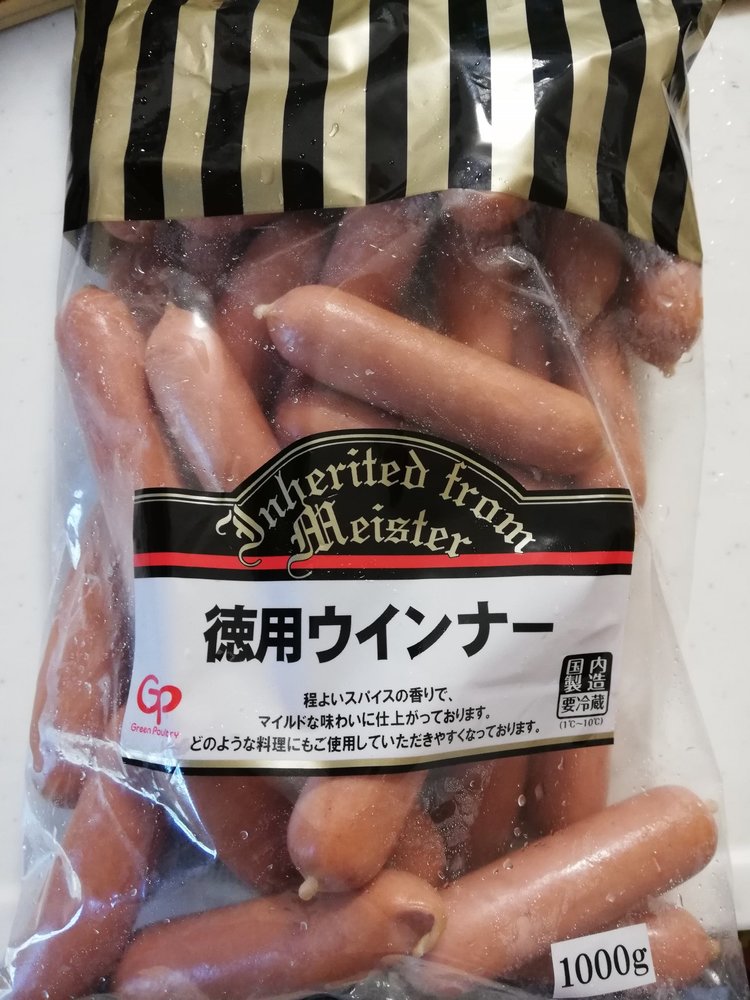 Inherited from
Meister
徳用ウインナー
程よいスパイスの香りで、
マイルドな味わいに仕上がっております。
どのような料理にもご使用していただきやすくなっております。
GP
Green Poultry
国内
製造
要冷蔵
(1℃~10℃)
1000g